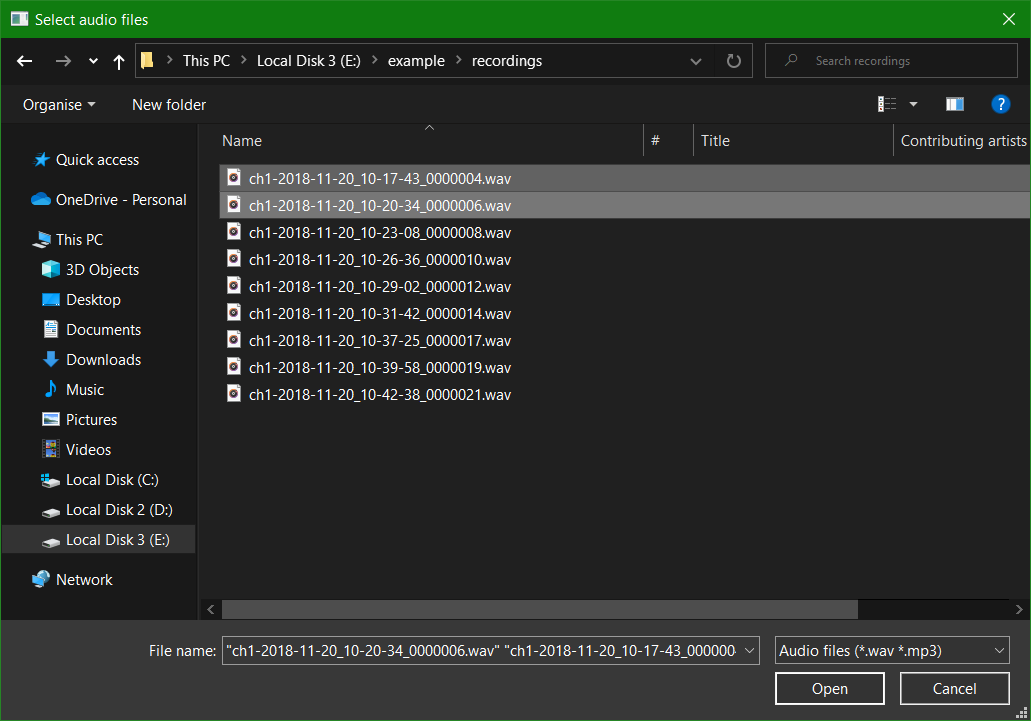 Select audio files
This PC > Local Disk 3 (E:) > example > recordings
Search recordings
Organise
New folder
?
Name
#
Title
Contributing artists
Quick access
OneDrive - Personal
This PC
3D Objects
Desktop
Documents
Downloads
Music
Pictures
Videos
Local Disk (C:)
Local Disk 2 (D:)
Local Disk 3 (E:)
Network
ch1-2018-11-20_10-17-43_0000004.wav
ch1-2018-11-20_10-20-34_0000006.wav
ch1-2018-11-20_10-23-08_0000008.wav
ch1-2018-11-20_10-26-36_0000010.wav
ch1-2018-11-20_10-29-02_0000012.wav
ch1-2018-11-20_10-31-42_0000014.wav
ch1-2018-11-20_10-37-25_0000017.wav
ch1-2018-11-20_10-39-58_0000019.wav
ch1-2018-11-20_10-42-38_0000021.wav
File name:
"ch1-2018-11-20_10-20-34_0000006.wav" "ch1-2018-11-20_10-17-43_000000
Audio files (*.wav *.mp3)
Open
Cancel